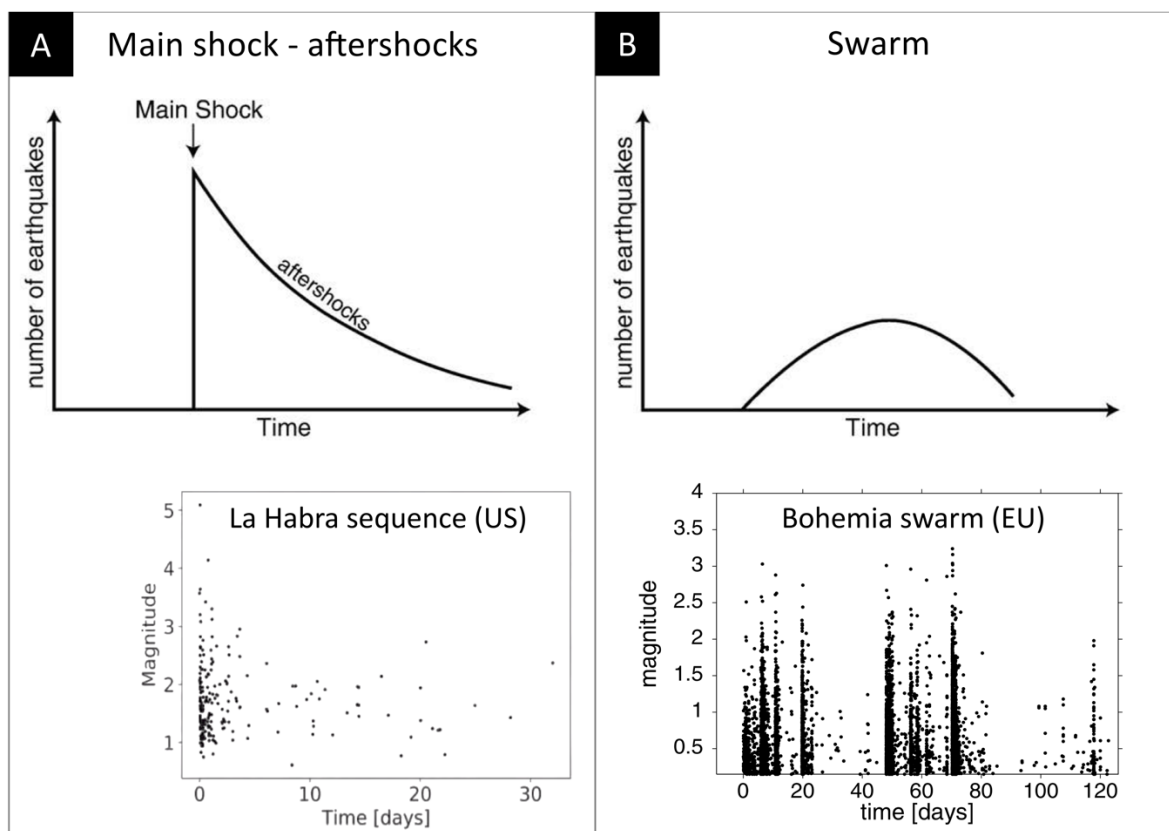 A
Main shock - aftershocks
Main Shock
number of earthquakes
aftershocks
Time
La Habra sequence (US)
Magnitude
5
4
3
2
1
0
10
20
30
Time [days]
B
Swarm
number of earthquakes
Time
Bohemia swarm (EU)
magnitude
4
3.5
3
2.5
2
1.5
1
0.5
0
20
40
60
80
100
120
time [days]